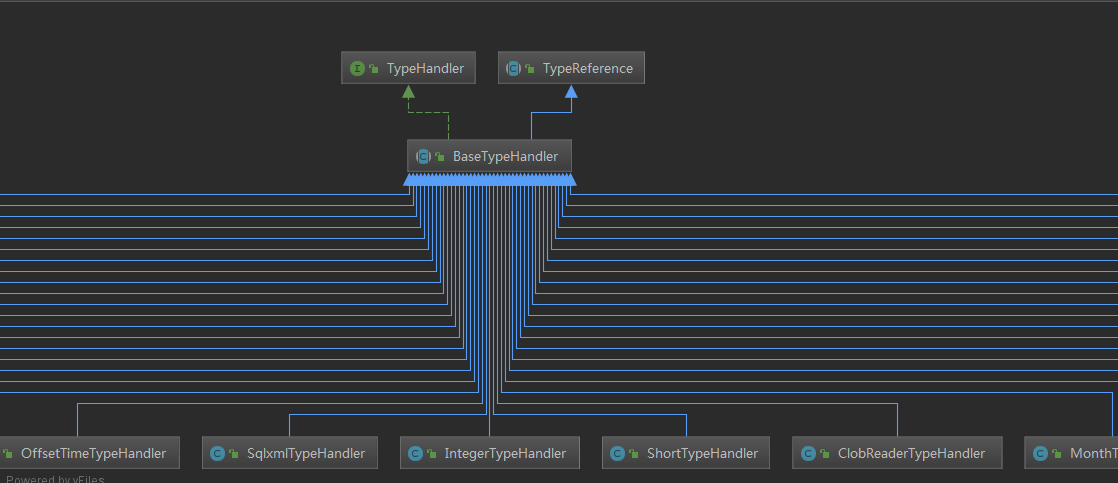 I TypeHandler
C TypeReference
C BaseTypeHandler
OffsetTimeTypeHandler
C SqlxmlTypeHandler
C IntegerTypeHandler
C ShortTypeHandler
C ClobReaderTypeHandler
C MonthT
Powered by yFiles